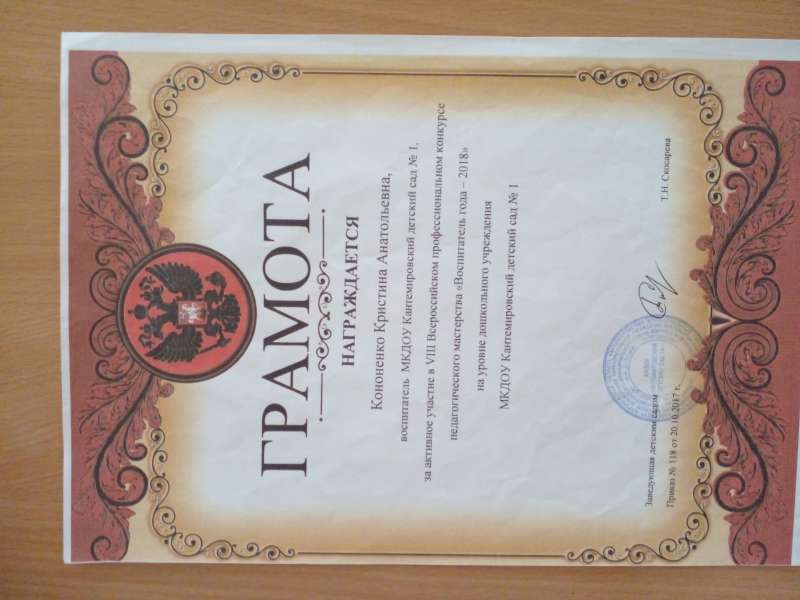 ГРАМОТА
НАГРАЖДАЕТСЯ
Кононенко Кристина Анатольевна,
воспитатель МКДОУ Кантемировский детский сад № 1,
за активное участие в VIII Всероссийском профессиональном конкурсе
педагогического мастерства «Воспитатель года – 2018»
на уровне дошкольного учреждения
МКДОУ Кантемировский детский сад № 1
Заведующая детским садом Т.Н. Скосарева
Приказ № 118 от 20.10.2017 г.